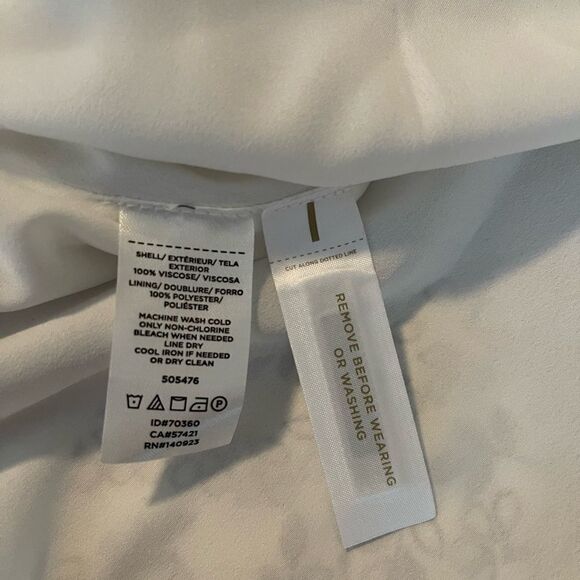 SHELL/ EXTÉRIEUR/ TELA
EXTERIOR
100% VISCOSE/ VISCOSA
LINING/ DOUBLURE/ FORRO
100% POLYESTER/
POLIÉSTER
MACHINE WASH COLD
ONLY NON-CHLORINE
BLEACH WHEN NEEDED
LINE DRY
COOL IRON IF NEEDED
OR DRY CLEAN
505476
ID#70360
CA#57421
RN#140923
CUT ALONG DOTTED LINE
REMOVE BEFORE WEARING
OR WASHING